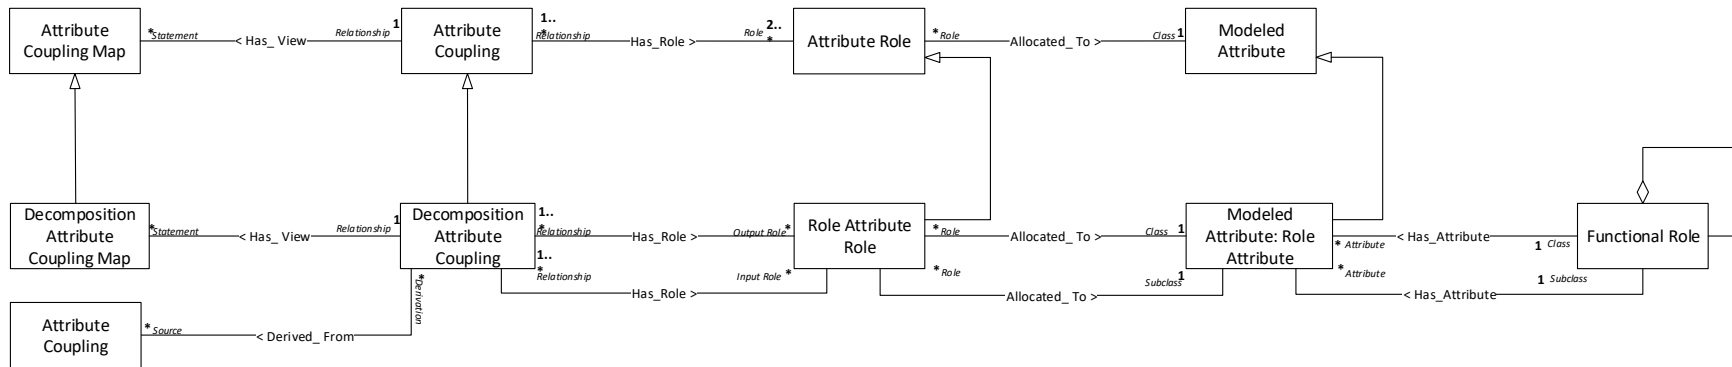 Attribute
Coupling Map
*
Statement
< Has_ View
Relationship
1
Attribute
Coupling
1..
*
Relationship
Has_Role >
Role
2..
*
Attribute Role
*
Role
Allocated_ To >
Class
1
Modeled
Attribute
Decomposition
Attribute
Coupling Map
*
Statement
< Has_ View
Relationship
1
Decomposition
Attribute
Coupling
1..
*
Relationship
Has_Role >
Output Role
*
1..
*
Relationship
Has_Role >
Input Role
*
Role Attribute
Role
*
Role
Allocated_ To >
Class
1
*
Role
Allocated_ To >
Subclass
1
Modeled
Attribute: Role
Attribute
*
Attribute
< Has_Attribute
1
Class
*
Attribute
< Has_Attribute
1
Subclass
Functional Role
*
Derivation
Attribute
Coupling
*
Source
< Derived_ From